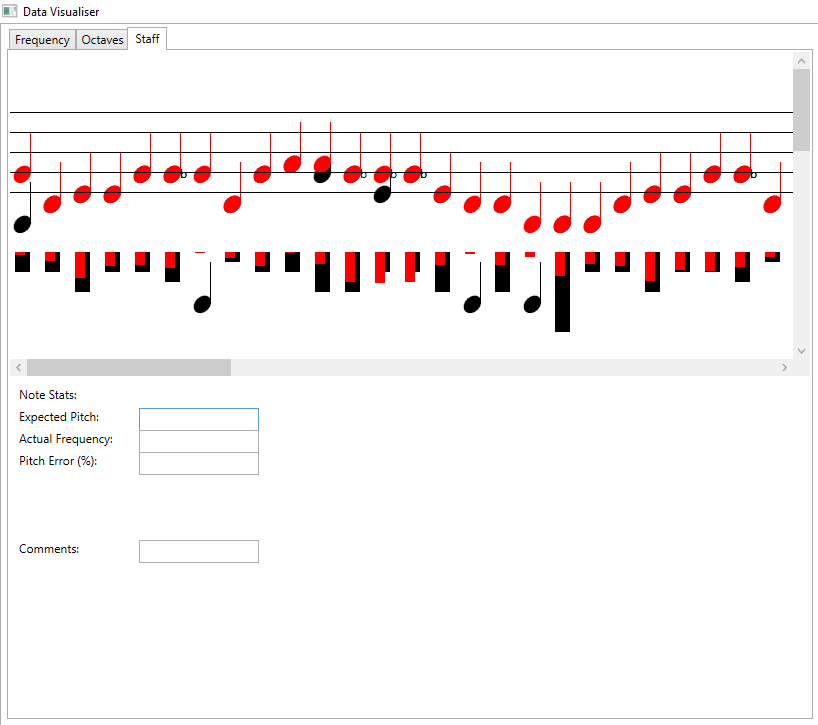 Data Visualiser
Frequency Octaves Staff
b b b b b
Note Stats:
Expected Pitch:
Actual Frequency:
Pitch Error (%):
Comments: